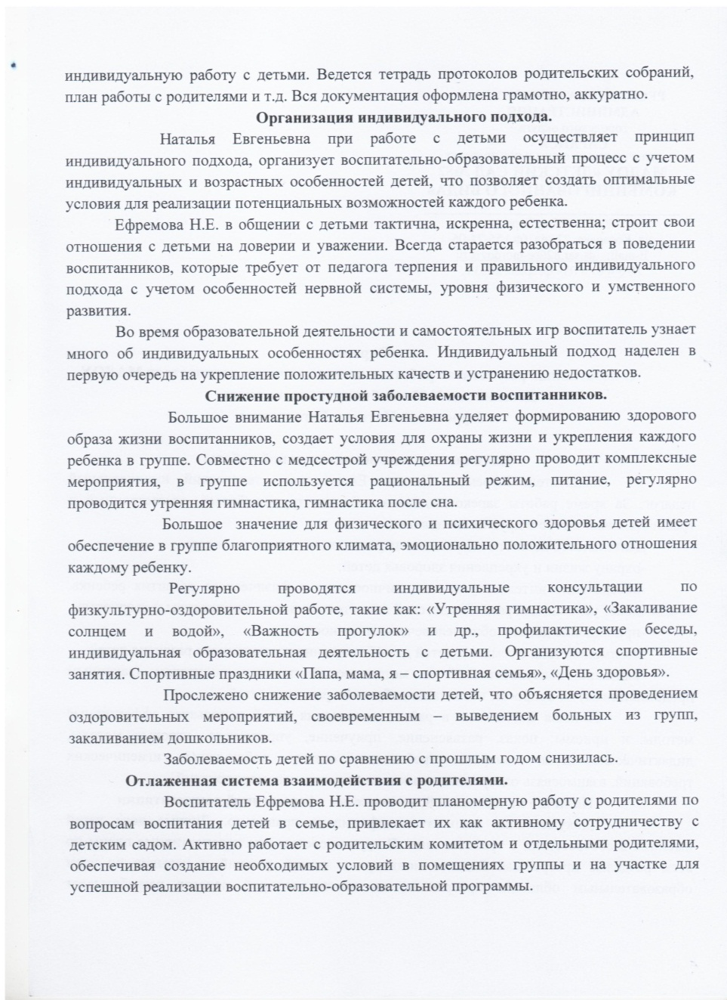 индивидуальную работу с детьми. Ведется тетрадь протоколов родительских собраний,
план работы с родителями и т.д. Вся документация оформлена грамотно, аккуратно.
Организация индивидуального подхода.
Наталья Евгеньевна при работе с детьми осуществляет принцип
индивидуального подхода, организует воспитательно-образовательный процесс с учетом
индивидуальных и возрастных особенностей детей, что позволяет создать оптимальные
условия для реализации потенциальных возможностей каждого ребенка.
Ефремова Н.Е. в общении с детьми тактична, искренна, естественна; строит свои
отношения с детьми на доверии и уважении. Всегда старается разобраться в поведении
воспитанников, которые требует от педагога терпения и правильного индивидуального
подхода с учетом особенностей нервной системы, уровня физического и умственного
развития.
Во время образовательной деятельности и самостоятельных игр воспитатель узнает
много об индивидуальных особенностях ребенка. Индивидуальный подход наделен в
первую очередь на укрепление положительных качеств и устранению недостатков.
Снижение простудной заболеваемости воспитанников.
Большое внимание Наталья Евгеньевна уделяет формированию здорового
образа жизни воспитанников, создает условия для охраны жизни и укрепления каждого
ребенка в группе. Совместно с медсестрой учреждения регулярно проводит комплексные
мероприятия, в группе используется рациональный режим, питание, регулярно
проводится утренняя гимнастика, гимнастика после сна.
Большое значение для физического и психического здоровья детей имеет
обеспечение в группе благоприятного климата, эмоционально положительного отношения
каждому ребенку.
Регулярно проводятся индивидуальные консультации по
физкультурно-оздоровительной работе, такие как: «Утренняя гимнастика», «Закаливание
солнцем и водой», «Важность прогулок» и др., профилактические беседы,
индивидуальная образовательная деятельность с детьми. Организуются спортивные
занятия. Спортивные праздники «Папа, мама, я – спортивная семья», «День здоровья».
Прослежено снижение заболеваемости детей, что объясняется проведением
оздоровительных мероприятий, своевременным – выведением больных из групп,
закаливанием дошкольников.
Заболеваемость детей по сравнению с прошлым годом снизилась.
Отлаженная система взаимодействия с родителями.
Воспитатель Ефремова Н.Е. проводит планомерную работу с родителями по
вопросам воспитания детей в семье, привлекает их как активному сотрудничеству с
детским садом. Активно работает с родительским комитетом и отдельными родителями,
обеспечивая создание необходимых условий в помещениях группы и на участке для
успешной реализации воспитательно-образовательной программы.